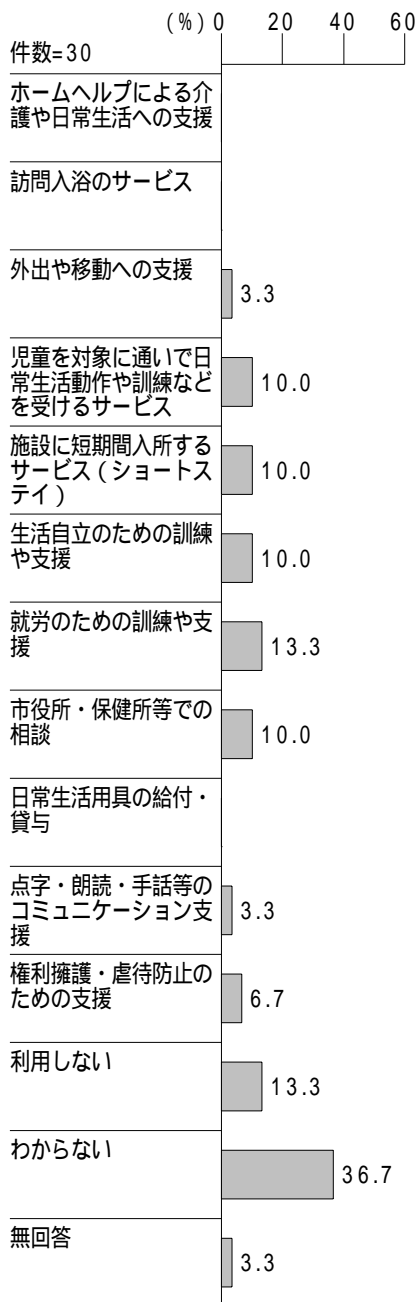 (%) 0 20 40 60
件数=30
ホームヘルプによる介
護や日常生活への支援
訪問入浴のサービス
外出や移動への支援
3.3
児童を対象に通いで日
常生活動作や訓練など
を受けるサービス
10.0
施設に短期間入所する
サービス(ショートス
テイ)
10.0
生活自立のための訓練
や支援
10.0
就労のための訓練や支
援
13.3
市役所・保健所等での
相談
10.0
日常生活用具の給付・
貸与
点字・朗読・手話等の
コミュニケーション支
援
3.3
権利擁護・虐待防止の
ための支援
6.7
利用しない
13.3
わからない
36.7
無回答
3.3